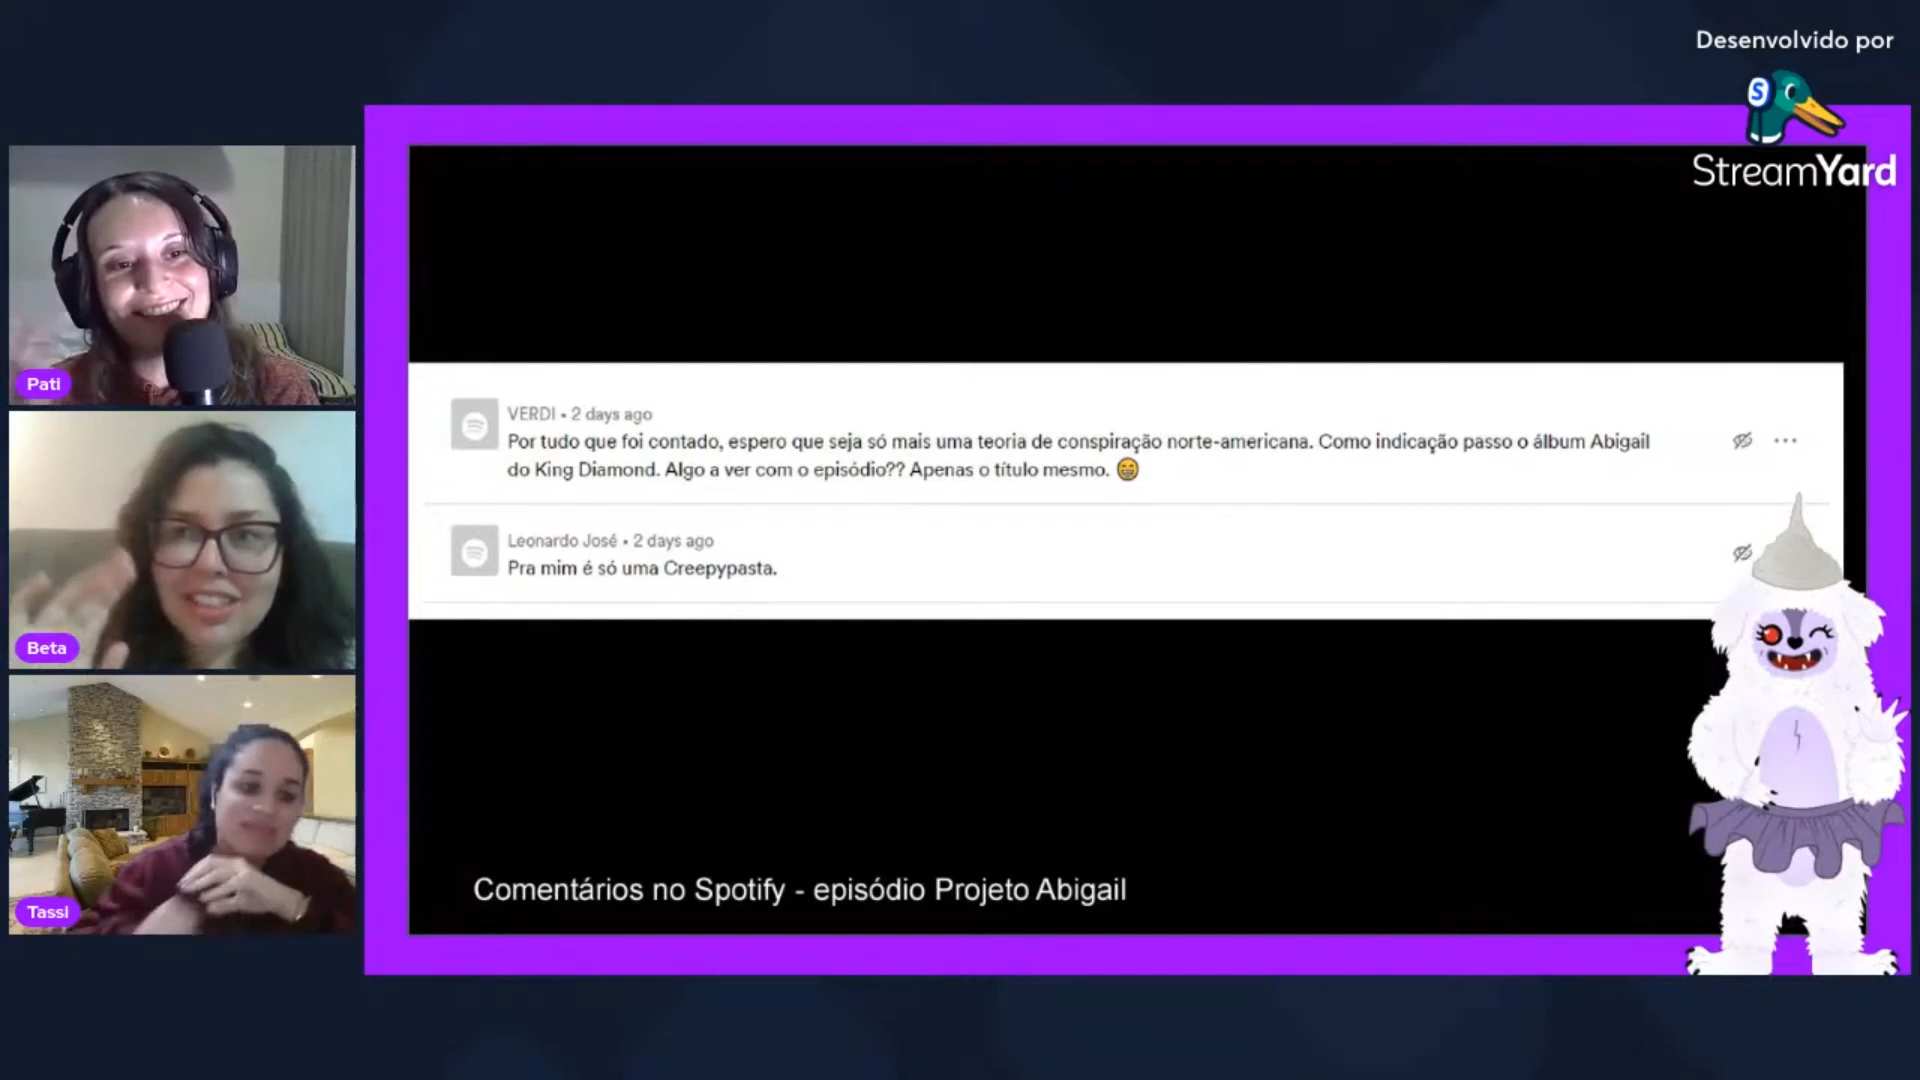 Desenvolvido por
S
StreamYard
Pati
Beta
Tassi
VERDI • 2 days ago
Por tudo que foi contado, espero que seja só mais uma teoria de conspiração norte-americana. Como indicação passo o álbum Abigail
do King Diamond. Algo a ver com o episódio?? Apenas o título mesmo. 😁
Leonardo José • 2 days ago
Pra mim é só uma Creepypasta.
Comentários no Spotify - episódio Projeto Abigail